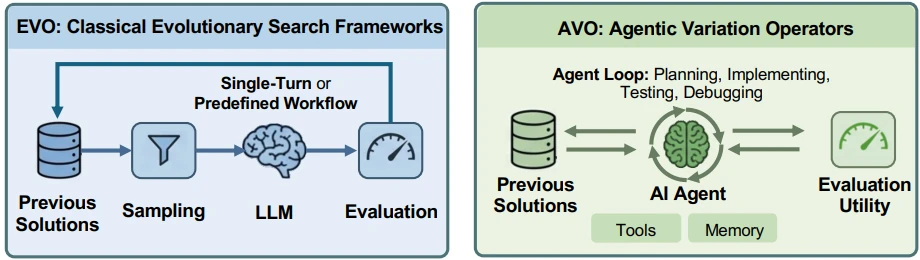 EVO: Classical Evolutionary Search Frameworks
Single-Turn or
Predefined Workflow
Previous
Solutions
Sampling
LLM
Evaluation
AVO: Agentic Variation Operators
Agent Loop: Planning, Implementing,
Testing, Debugging
Previous
Solutions
AI Agent
Evaluation
Utility
Tools
Memory